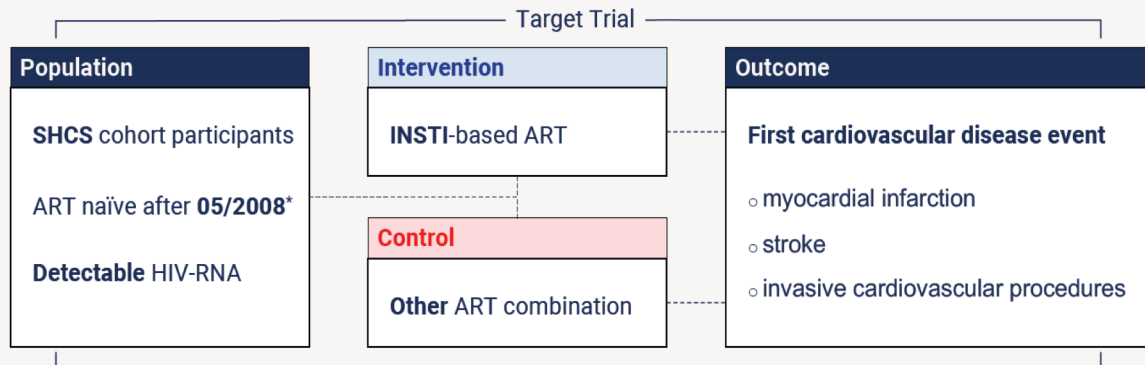 Target Trial
Population
SHCS cohort participants
ART naïve after 05/2008*
Detectable HIV-RNA
Intervention
INSTI-based ART
Control
Other ART combination
Outcome
First cardiovascular disease event
○ myocardial infarction
○ stroke
○ invasive cardiovascular procedures